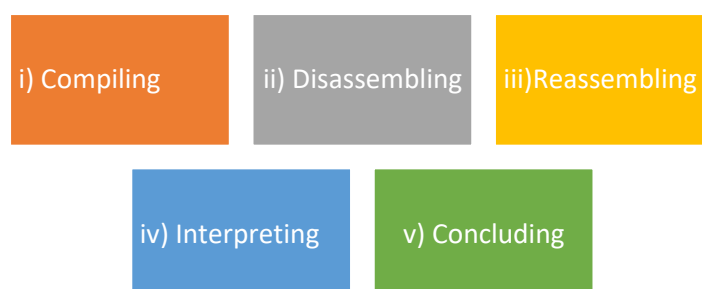 i) Compiling
ii) Disassembling
iii)Reassembling
iv) Interpreting
v) Concluding